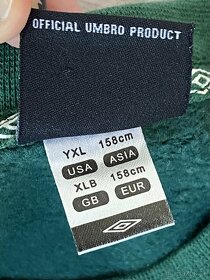 OFFICIAL UMBRO PRODUCT
YXL 158cm
USA ASIA
XLB 158cm
GB EUR